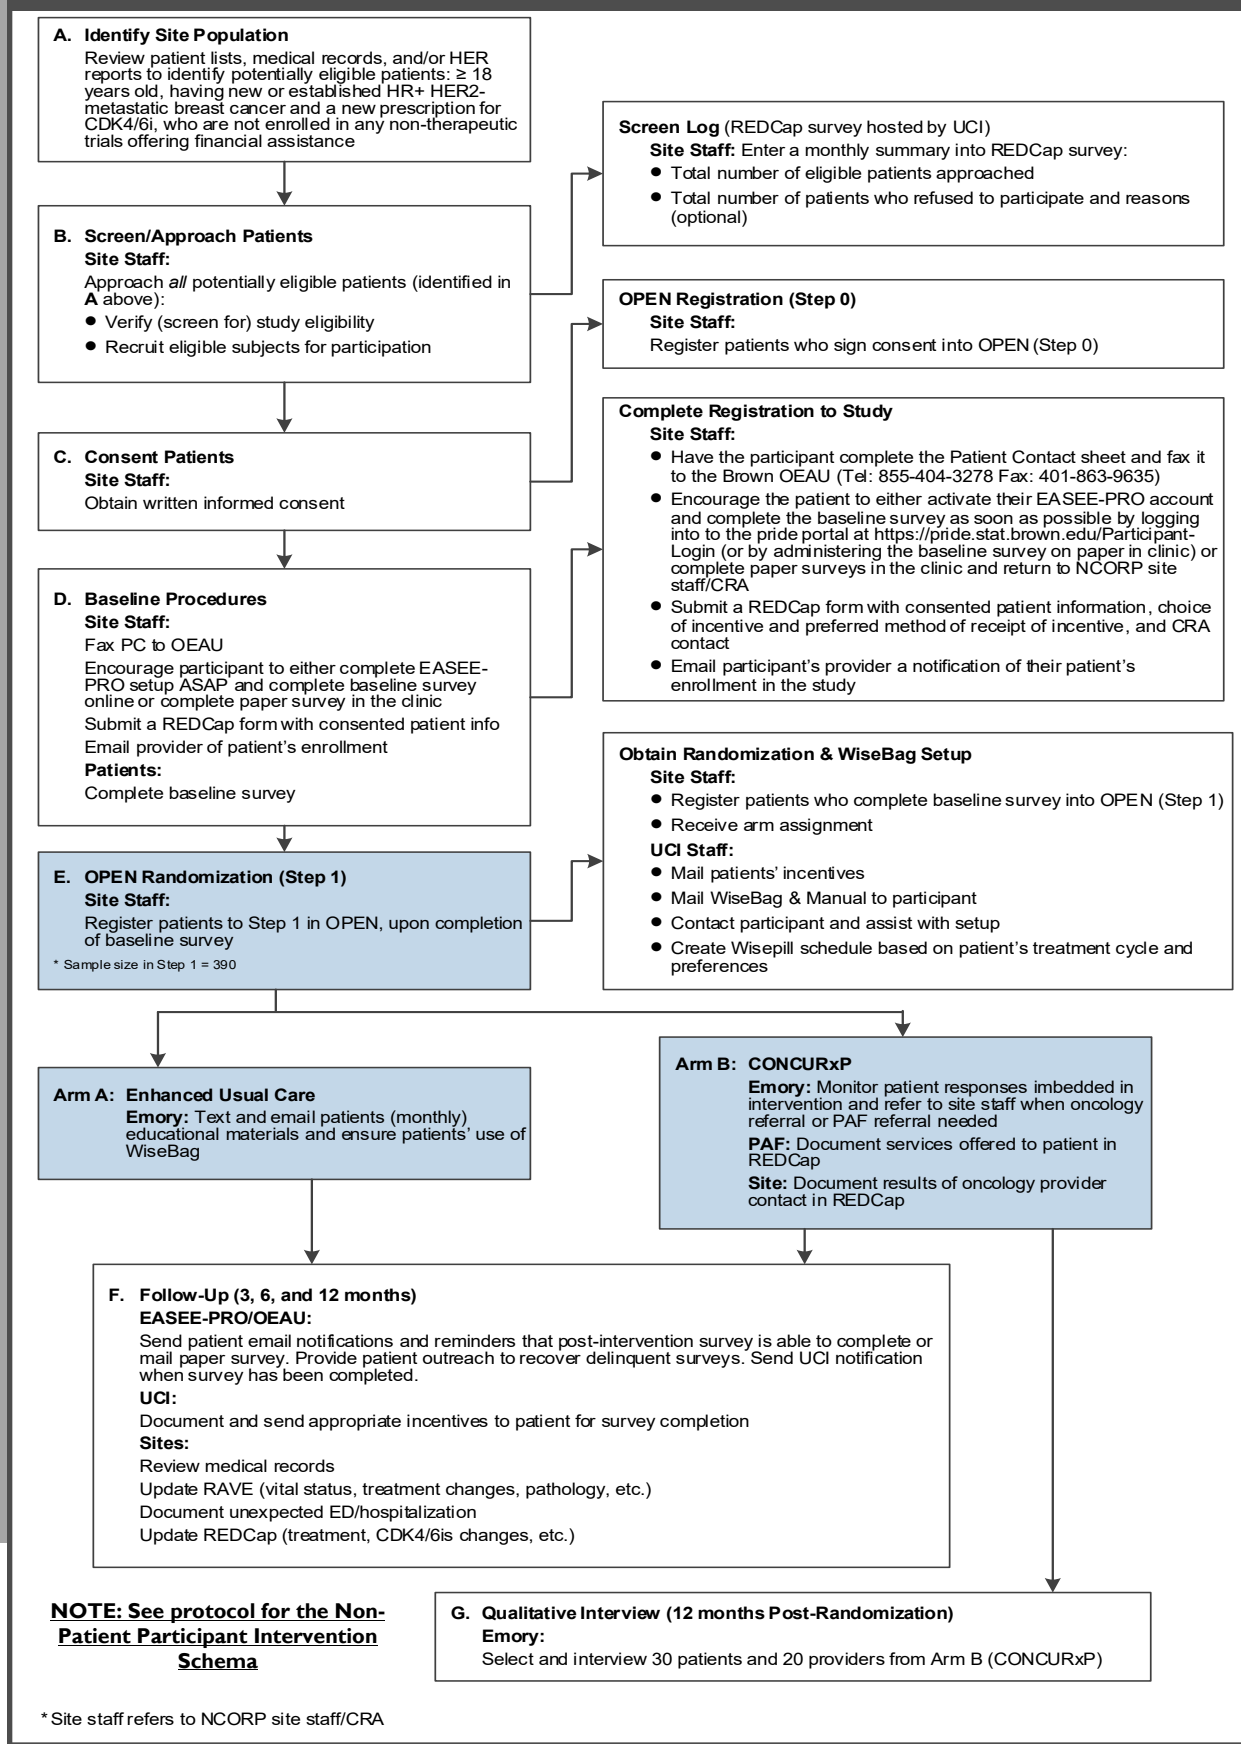 A. Identify Site Population
Review patient lists, medical records, and/or HER
reports to identify potentially eligible patients: ≥ 18
years old, having new or established HR+ HER2-
metastatic breast cancer and a new prescription for
CDK4/6i, who are not enrolled in any non-therapeutic
trials offering financial assistance
Screen Log (REDCap survey hosted by UCI)
Site Staff: Enter a monthly summary into REDCap survey:
● Total number of eligible patients approached
● Total number of patients who refused to participate and reasons
(optional)
B. Screen/Approach Patients
Site Staff:
Approach all potentially eligible patients (identified in
A above):
● Verify (screen for) study eligibility
● Recruit eligible subjects for participation
OPEN Registration (Step 0)
Site Staff:
Register patients who sign consent into OPEN (Step 0)
C. Consent Patients
Site Staff:
Obtain written informed consent
Complete Registration to Study
Site Staff:
● Have the participant complete the Patient Contact sheet and fax it
to the Brown OEAU (Tel: 855-404-3278 Fax: 401-863-9635)
● Encourage the patient to either activate their EASEE-PRO account
and complete the baseline survey as soon as possible by logging
into to the pride portal at https://pride.stat.brown.edu/Participant-
Login (or by administering the baseline survey on paper in clinic) or
complete paper surveys in the clinic and return to NCORP site
staff/CRA
● Submit a REDCap form with consented patient information, choice
of incentive and preferred method of receipt of incentive, and CRA
contact
● Email participant's provider a notification of their patient's
enrollment in the study
D. Baseline Procedures
Site Staff:
Fax PC to OEAU
Encourage participant to either complete EASEE-
PRO setup ASAP and complete baseline survey
online or complete paper survey in the clinic
Submit a REDCap form with consented patient info
Email provider of patient's enrollment
Patients:
Complete baseline survey
Obtain Randomization & WiseBag Setup
Site Staff:
● Register patients who complete baseline survey into OPEN (Step 1)
● Receive arm assignment
UCI Staff:
● Mail patients' incentives
● Mail WiseBag & Manual to participant
● Contact participant and assist with setup
● Create Wisepill schedule based on patient's treatment cycle and
preferences
E. OPEN Randomization (Step 1)
Site Staff:
Register patients to Step 1 in OPEN, upon completion
of baseline survey
* Sample size in Step 1 = 390
Arm A: Enhanced Usual Care
Emory: Text and email patients (monthly)
educational materials and ensure patients' use of
WiseBag
Arm B: CONCURxP
Emory: Monitor patient responses imbedded in
intervention and refer to site staff when oncology
referral or PAF referral needed
PAF: Document services offered to patient in
REDCap
Site: Document results of oncology provider
contact in REDCap
F. Follow-Up (3, 6, and 12 months)
EASEE-PRO/OEAU:
Send patient email notifications and reminders that post-intervention survey is able to complete or
mail paper survey. Provide patient outreach to recover delinquent surveys. Send UCI notification
when survey has been completed.
UCI:
Document and send appropriate incentives to patient for survey completion
Sites:
Review medical records
Update RAVE (vital status, treatment changes, pathology, etc.)
Document unexpected ED/hospitalization
Update REDCap (treatment, CDK4/6is changes, etc.)
NOTE: See protocol for the Non-
Patient Participant Intervention
Schema
G. Qualitative Interview (12 months Post-Randomization)
Emory:
Select and interview 30 patients and 20 providers from Arm B (CONCURxP)
* Site staff refers to NCORP site staff/CRA